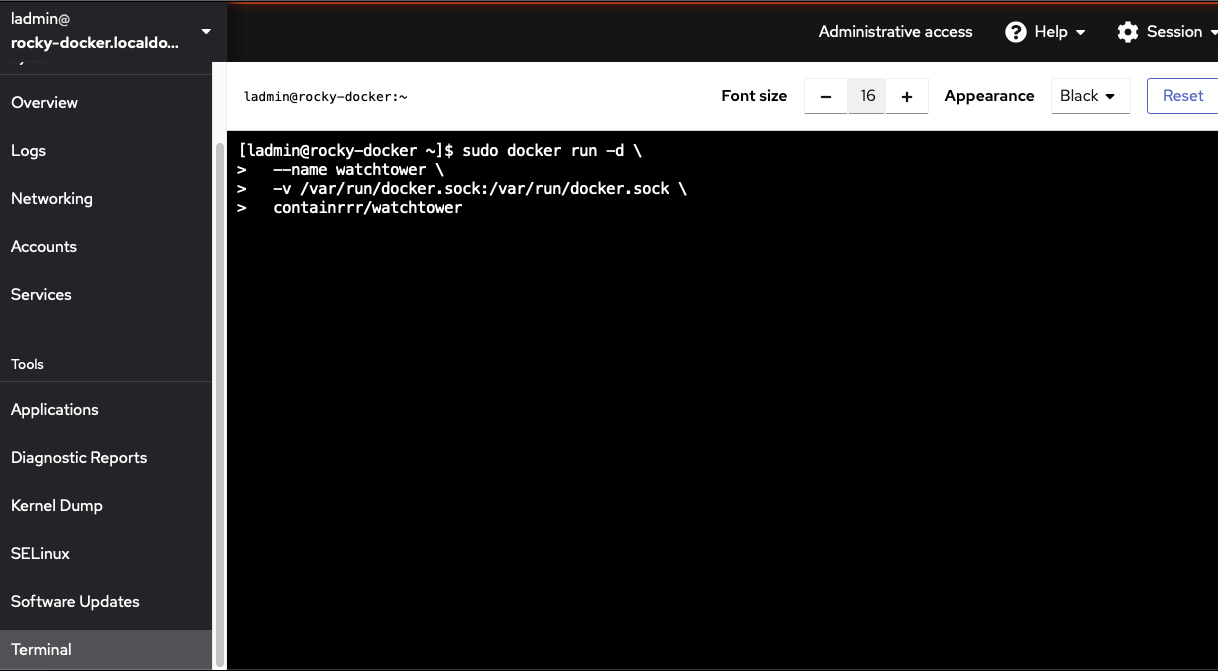 ladmin@
rocky-docker.localdo...
Administrative access
Help
Session
Overview
Logs
Networking
Accounts
Services
Tools
Applications
Diagnostic Reports
Kernel Dump
SELinux
Software Updates
Terminal
ladmin@rocky-docker:~
Font size
–
16
+
Appearance
Black
Reset
[ladmin@rocky-docker ~]$ sudo docker run -d \
>   --name watchtower \
>   -v /var/run/docker.sock:/var/run/docker.sock \
>   containrrr/watchtower